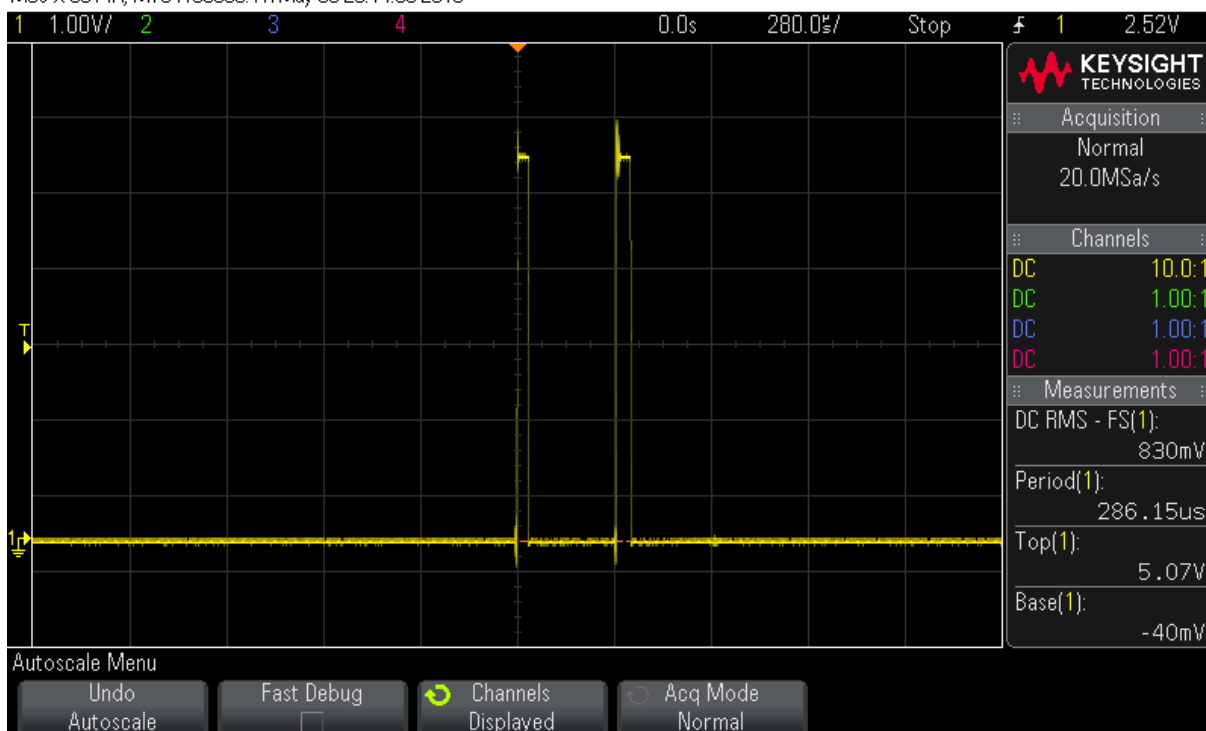 1 1.00V/ 2 3 4 0.0s 280.0s/ Stop 1 2.52V
KEYSIGHT
TECHNOLOGIES
Acquisition
Normal
20.0MSa/s
Channels
DC 10.0:1
DC 1.00:1
DC 1.00:1
DC 1.00:1
Measurements
DC RMS - FS(1):
830mV
Period(1):
286.15us
Top(1):
5.07V
Base(1):
-40mV
T
1
Autoscale Menu
Undo
Autoscale
Fast Debug
Channels
Displayed
Acq Mode
Normal